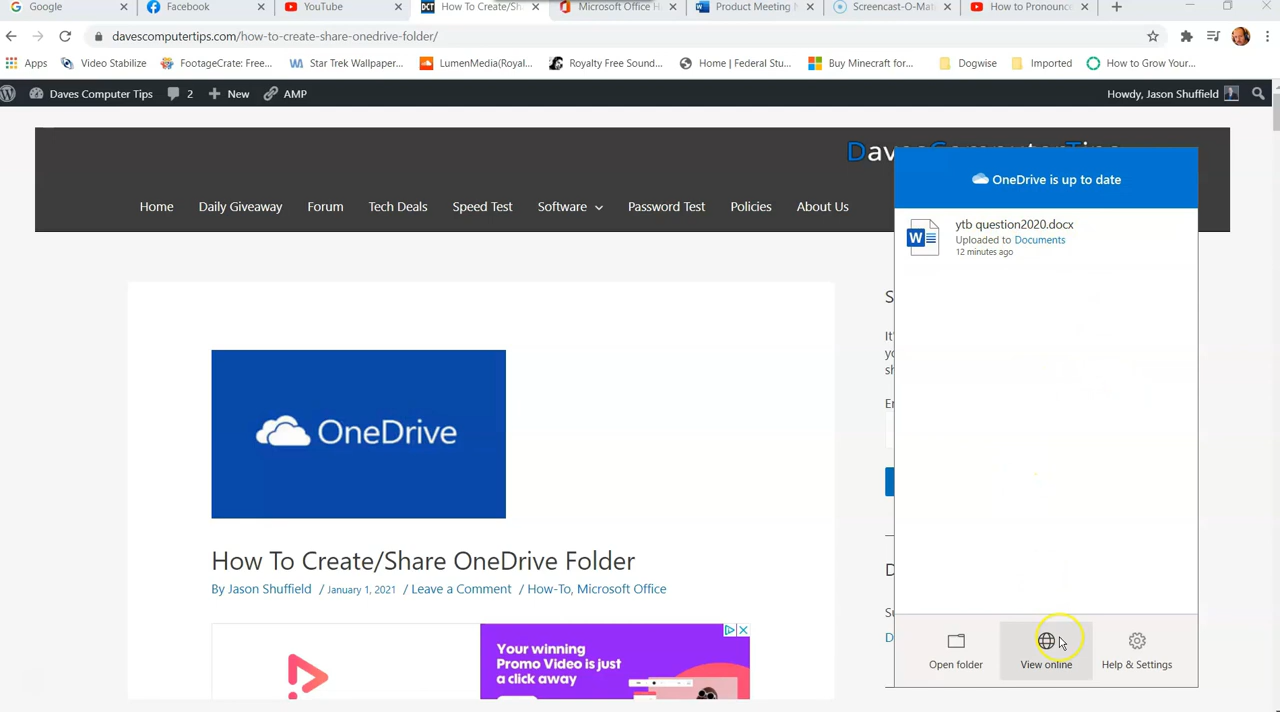 Google
Facebook
YouTube
How To Create/Sh
Microsoft Office H
Product Meeting
Screencast-O-Mat
How to Pronounce
davescomputertips.com/how-to-create-share-onedrive-folder/
Apps
Video Stabilize
FootageCrate: Free...
Star Trek Wallpaper...
LumenMedia(Royal...
Royalty Free Sound...
Home | Federal Stu...
Buy Minecraft for...
Dogwise
Imported
How to Grow Your...
Daves Computer Tips
2
New
AMP
Howdy, Jason Shuffield
Home
Daily Giveaway
Forum
Tech Deals
Speed Test
Software
Password Test
Policies
About Us
OneDrive is up to date
ytb question2020.docx
Uploaded to Documents
12 minutes ago
OneDrive
How To Create/Share OneDrive Folder
By Jason Shuffield / January 1, 2021 / Leave a Comment / How-To, Microsoft Office
Your winning
Promo Video is just
a click away
Open folder
View online
Help & Settings